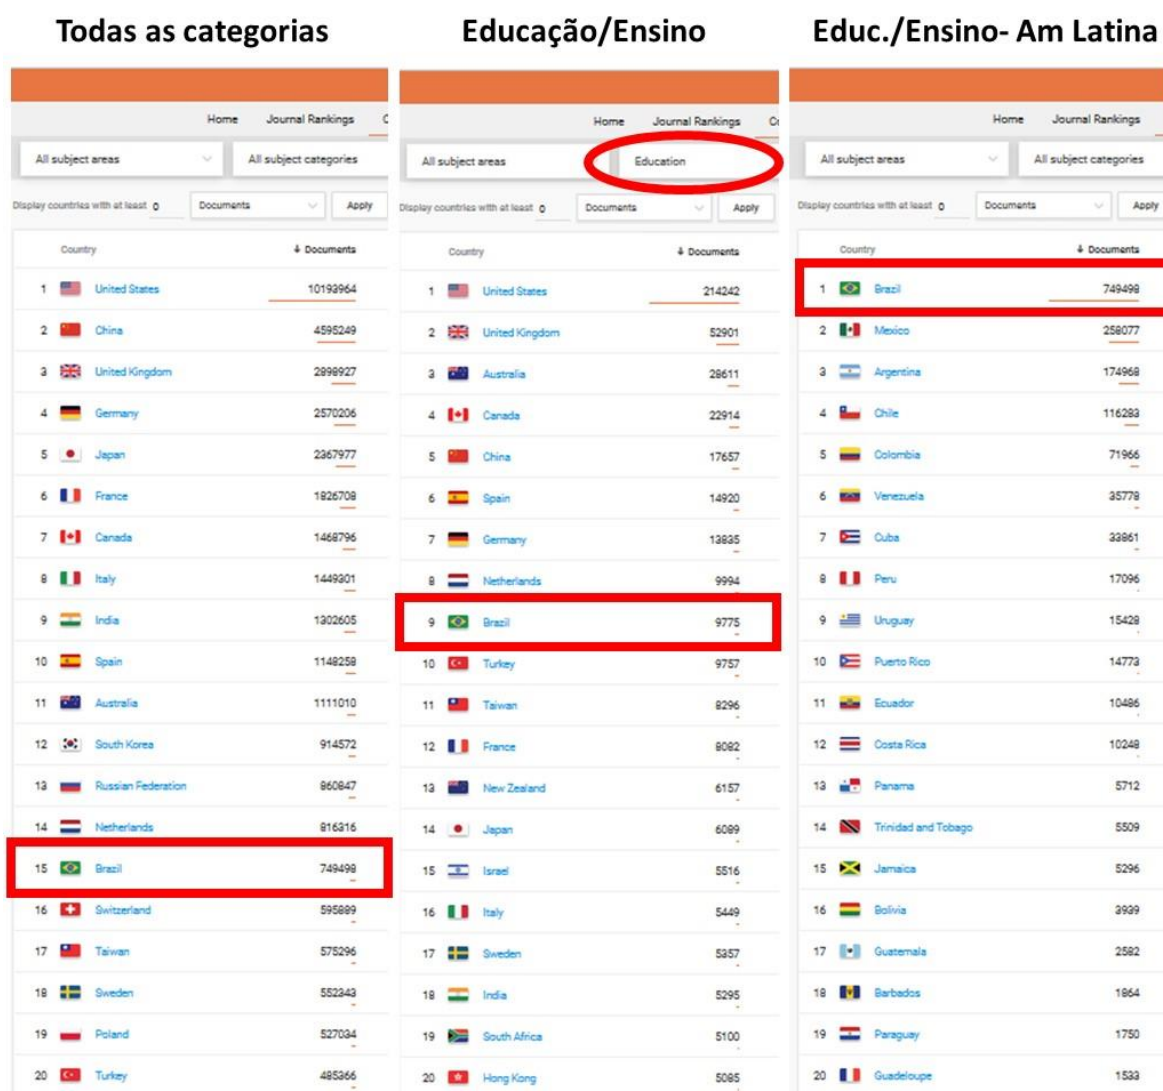 Todas as categorias
Home Journal Rankings C
All subject areas All subject categories
Display countries with at least 0 Documents Apply
Country ↓ Documents
1 United States 10193964
2 China 4595249
3 United Kingdom 2898927
4 Germany 2570206
5 Japan 2367977
6 France 1826708
7 Canada 1468796
8 Italy 1449301
9 India 1302605
10 Spain 1148258
11 Australia 1111010
12 South Korea 914572
13 Russian Federation 860847
14 Netherlands 816316
15 Brazil 749498
16 Switzerland 595889
17 Taiwan 575296
18 Sweden 552343
19 Poland 527034
20 Turkey 485366
Educação/Ensino
Home Journal Rankings Co
All subject areas Education
Display countries with at least 0 Documents Apply
Country ↓ Documents
1 United States 214242
2 United Kingdom 52901
3 Australia 28611
4 Canada 22914
5 China 17657
6 Spain 14920
7 Germany 13835
8 Netherlands 9994
9 Brazil 9775
10 Turkey 9757
11 Taiwan 8296
12 France 8082
13 New Zealand 6157
14 Japan 6089
15 Israel 5516
16 Italy 5449
17 Sweden 5357
18 India 5295
19 South Africa 5100
20 Hong Kong 5085
Educ./Ensino- Am Latina
Home Journal Rankings
All subject areas All subject categories
Display countries with at least 0 Documents Apply
Country ↓ Documents
1 Brazil 749498
2 Mexico 258077
3 Argentina 174968
4 Chile 116283
5 Colombia 71966
6 Venezuela 35778
7 Cuba 33861
8 Peru 17096
9 Uruguay 15428
10 Puerto Rico 14773
11 Ecuador 10486
12 Costa Rica 10248
13 Panama 5712
14 Trinidad and Tobago 5509
15 Jamaica 5296
16 Bolivia 3939
17 Guatemala 2582
18 Barbados 1864
19 Paraguay 1750
20 Guadeloupe 1533